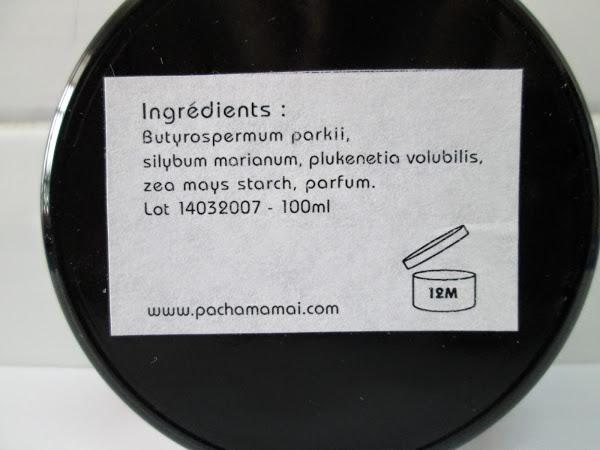 Ingrédients :
Butyrospermum parkii,
silybum marianum, plukenetia volubilis,
zea mays starch, parfum.
Lot 14032007 - 100ml
12M
www.pachamamai.com